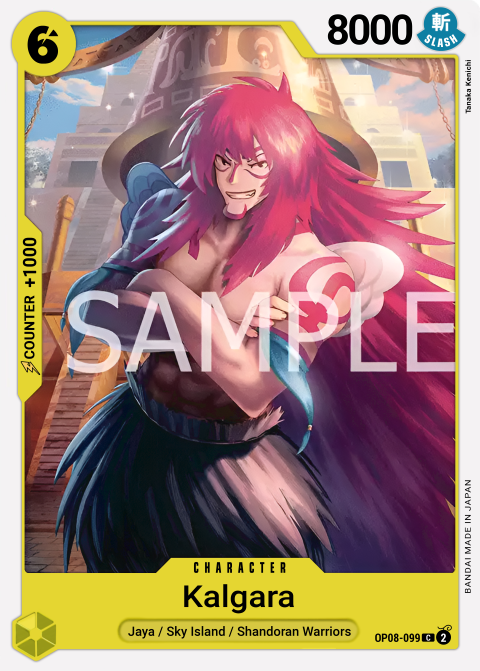 6
8000
斬
SLASH
Tanaka Kenichi
COUNTER +1000
SAMPLE
BANDAI MADE IN JAPAN
CHARACTER
Kalgara
Jaya / Sky Island / Shandoran Warriors
OP08-099 C 2